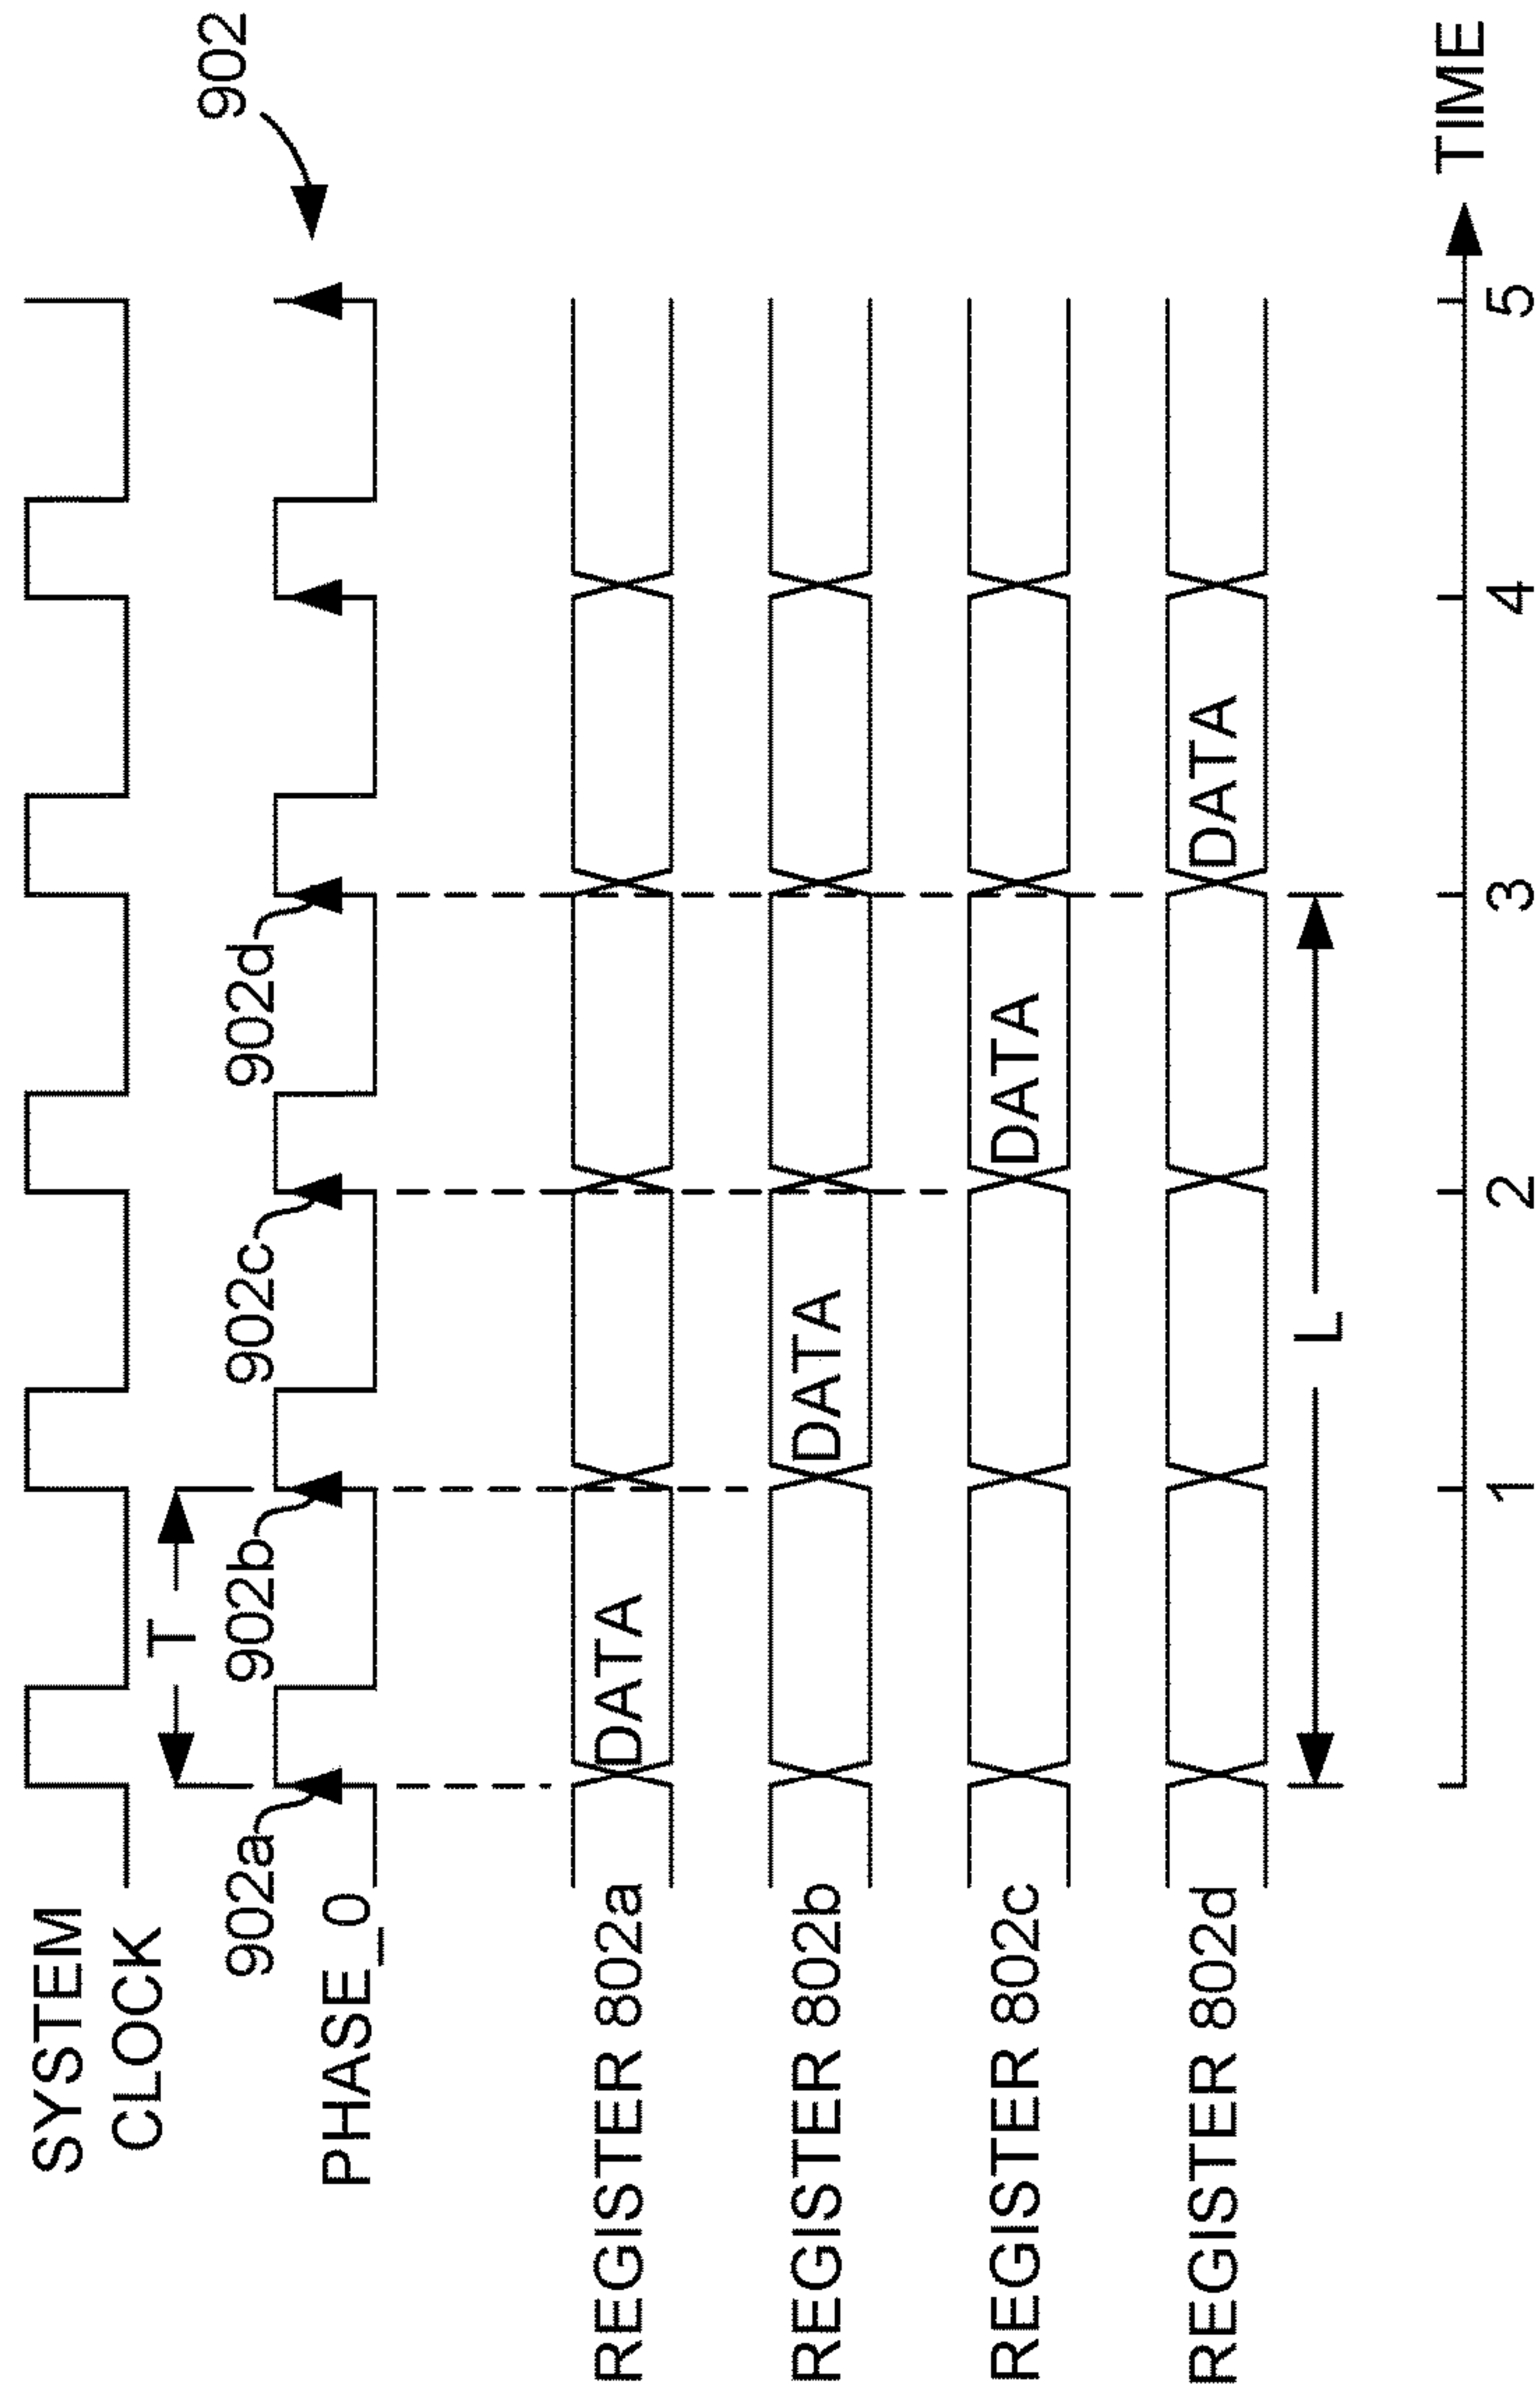 902
SYSTEM
CLOCK
T
902a
902b
902c
902d
PHASE_0
REGISTER 802a
DATA
REGISTER 802b
DATA
REGISTER 802c
DATA
REGISTER 802d
DATA
L
1
2
3
4
5
TIME